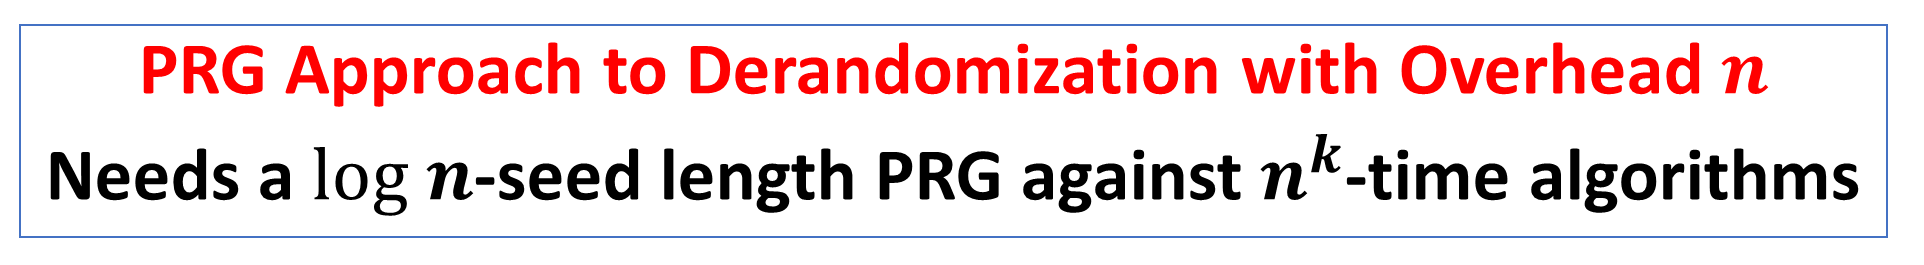 PRG Approach to Derandomization with Overhead n
Needs a log n-seed length PRG against n^k-time algorithms